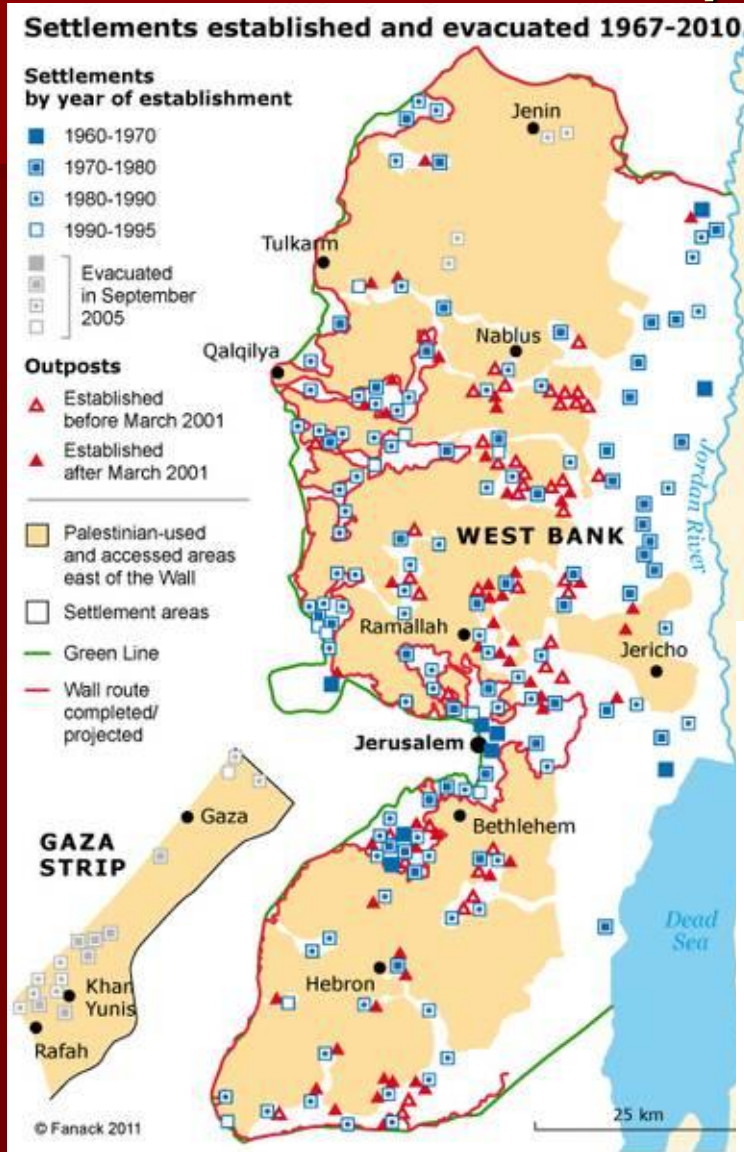 Settlements established and evacuated 1967-2010
Settlements
by year of establishment
1960-1970
1970-1980
1980-1990
1990-1995
Evacuated
in September
2005
Outposts
Established
before March 2001
Established
after March 2001
Palestinian-used
and accessed areas
east of the Wall
Settlement areas
Green Line
Wall route
completed/
projected
Jenin
Tulkarm
Nablus
Qalqilya
Jordan River
WEST BANK
Ramallah
Jericho
Jerusalem
Bethlehem
Gaza
GAZA
STRIP
Dead
Sea
Hebron
Khan
Yunis
Rafah
25 km
© Fanack 2011